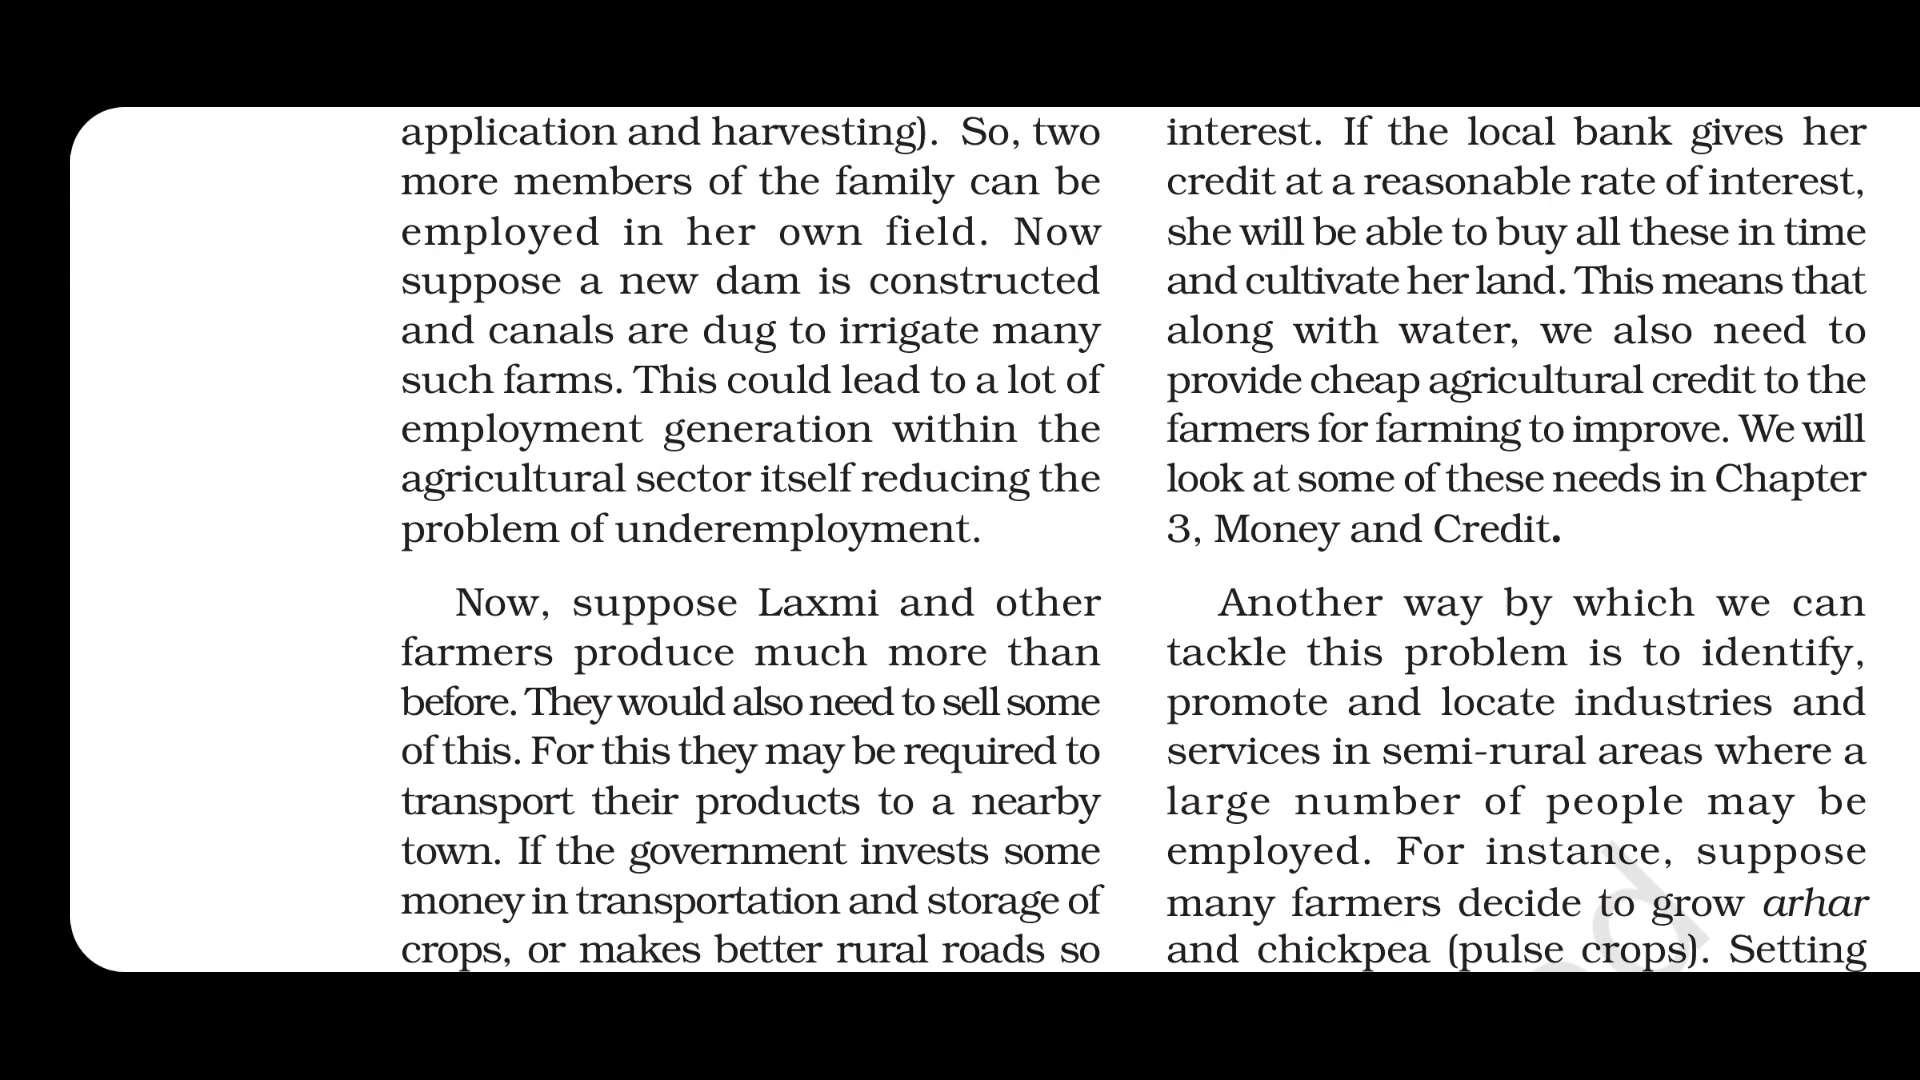 application and harvesting). So, two
more members of the family can be
employed in her own field. Now
suppose a new dam is constructed
and canals are dug to irrigate many
such farms. This could lead to a lot of
employment generation within the
agricultural sector itself reducing the
problem of underemployment.
Now, suppose Laxmi and other
farmers produce much more than
before. They would also need to sell some
of this. For this they may be required to
transport their products to a nearby
town. If the government invests some
money in transportation and storage of
crops, or makes better rural roads so
interest. If the local bank gives her
credit at a reasonable rate of interest,
she will be able to buy all these in time
and cultivate her land. This means that
along with water, we also need to
provide cheap agricultural credit to the
farmers for farming to improve. We will
look at some of these needs in Chapter
3, Money and Credit.
Another way by which we can
tackle this problem is to identify,
promote and locate industries and
services in semi-rural areas where a
large number of people may be
employed. For instance, suppose
many farmers decide to grow arhar
and chickpea (pulse crops). Setting